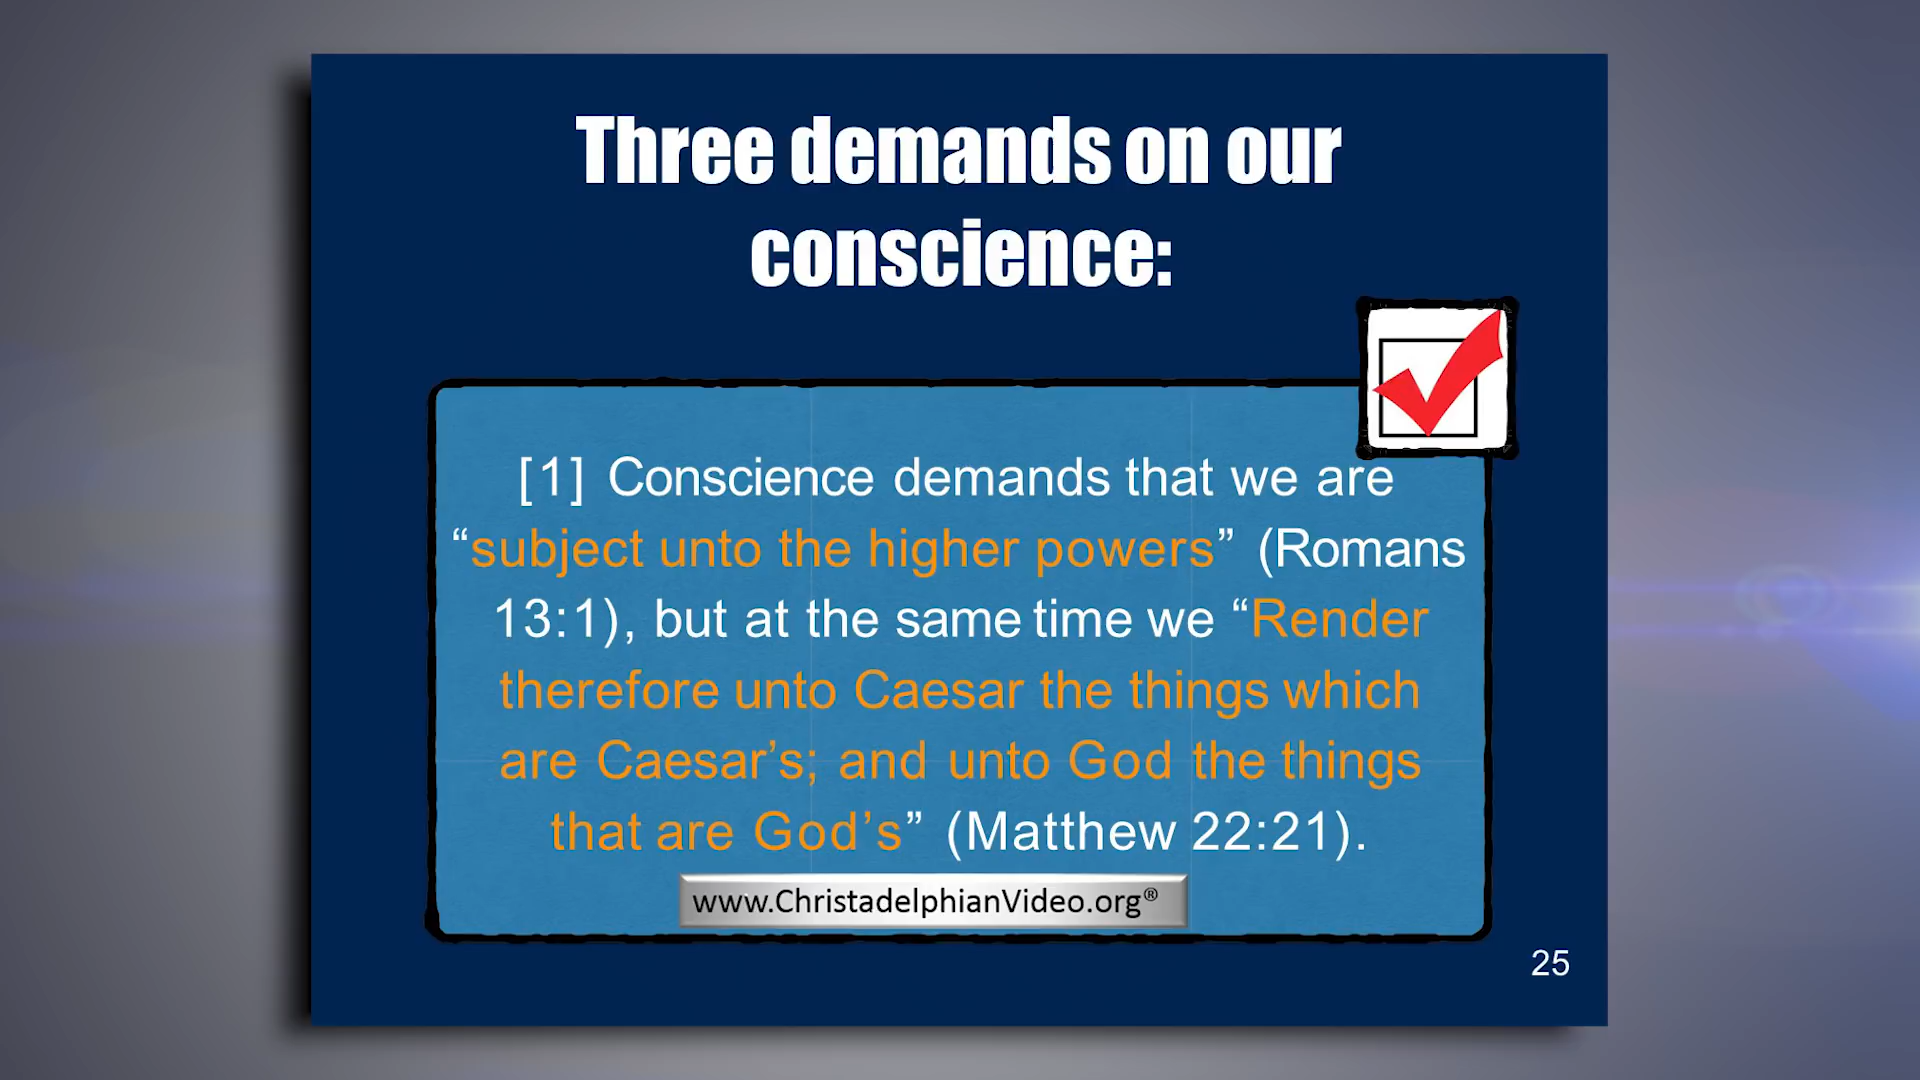 Three demands on our
conscience:
[1] Conscience demands that we are
“subject unto the higher powers” (Romans
13:1), but at the same time we “Render
therefore unto Caesar the things which
are Caesar’s; and unto God the things
that are God’s” (Matthew 22:21).
www.ChristadelphianVideo.org®
25